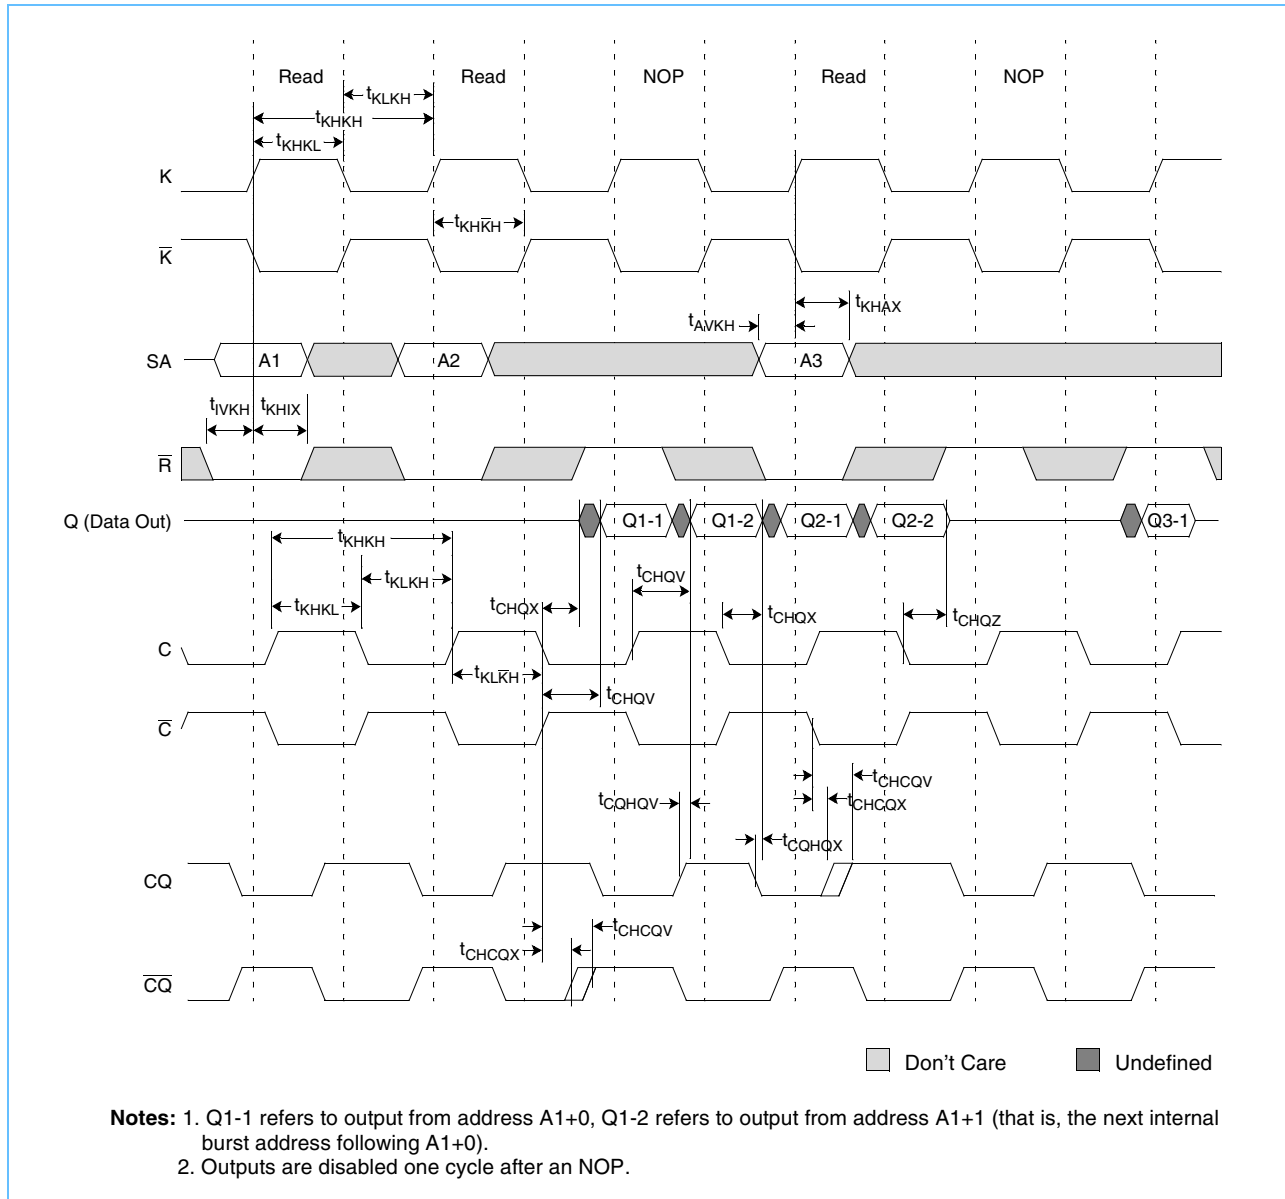 Read Read NOP Read NOP
tKLKH
tKHKH
tKHKL
K
tKHK̅H
K̅
tKHAX
tAVKH
SA A1 A2 A3
tIVKH tKHIX
R̅
Q (Data Out) Q1-1 Q1-2 Q2-1 Q2-2 Q3-1
tKHKH
tCHQV
tKLKH
tKHKL tCHQX tCHQX tCHQZ
C
tKLK̅H
tCHQV
C̅
tCHCQV
tCQHQV tCHCQX
tCQHQX
CQ
tCHCQV
tCHCQX
C̅Q̅
Don't Care Undefined
Notes: 1. Q1-1 refers to output from address A1+0, Q1-2 refers to output from address A1+1 (that is, the next internal
burst address following A1+0).
2. Outputs are disabled one cycle after an NOP.